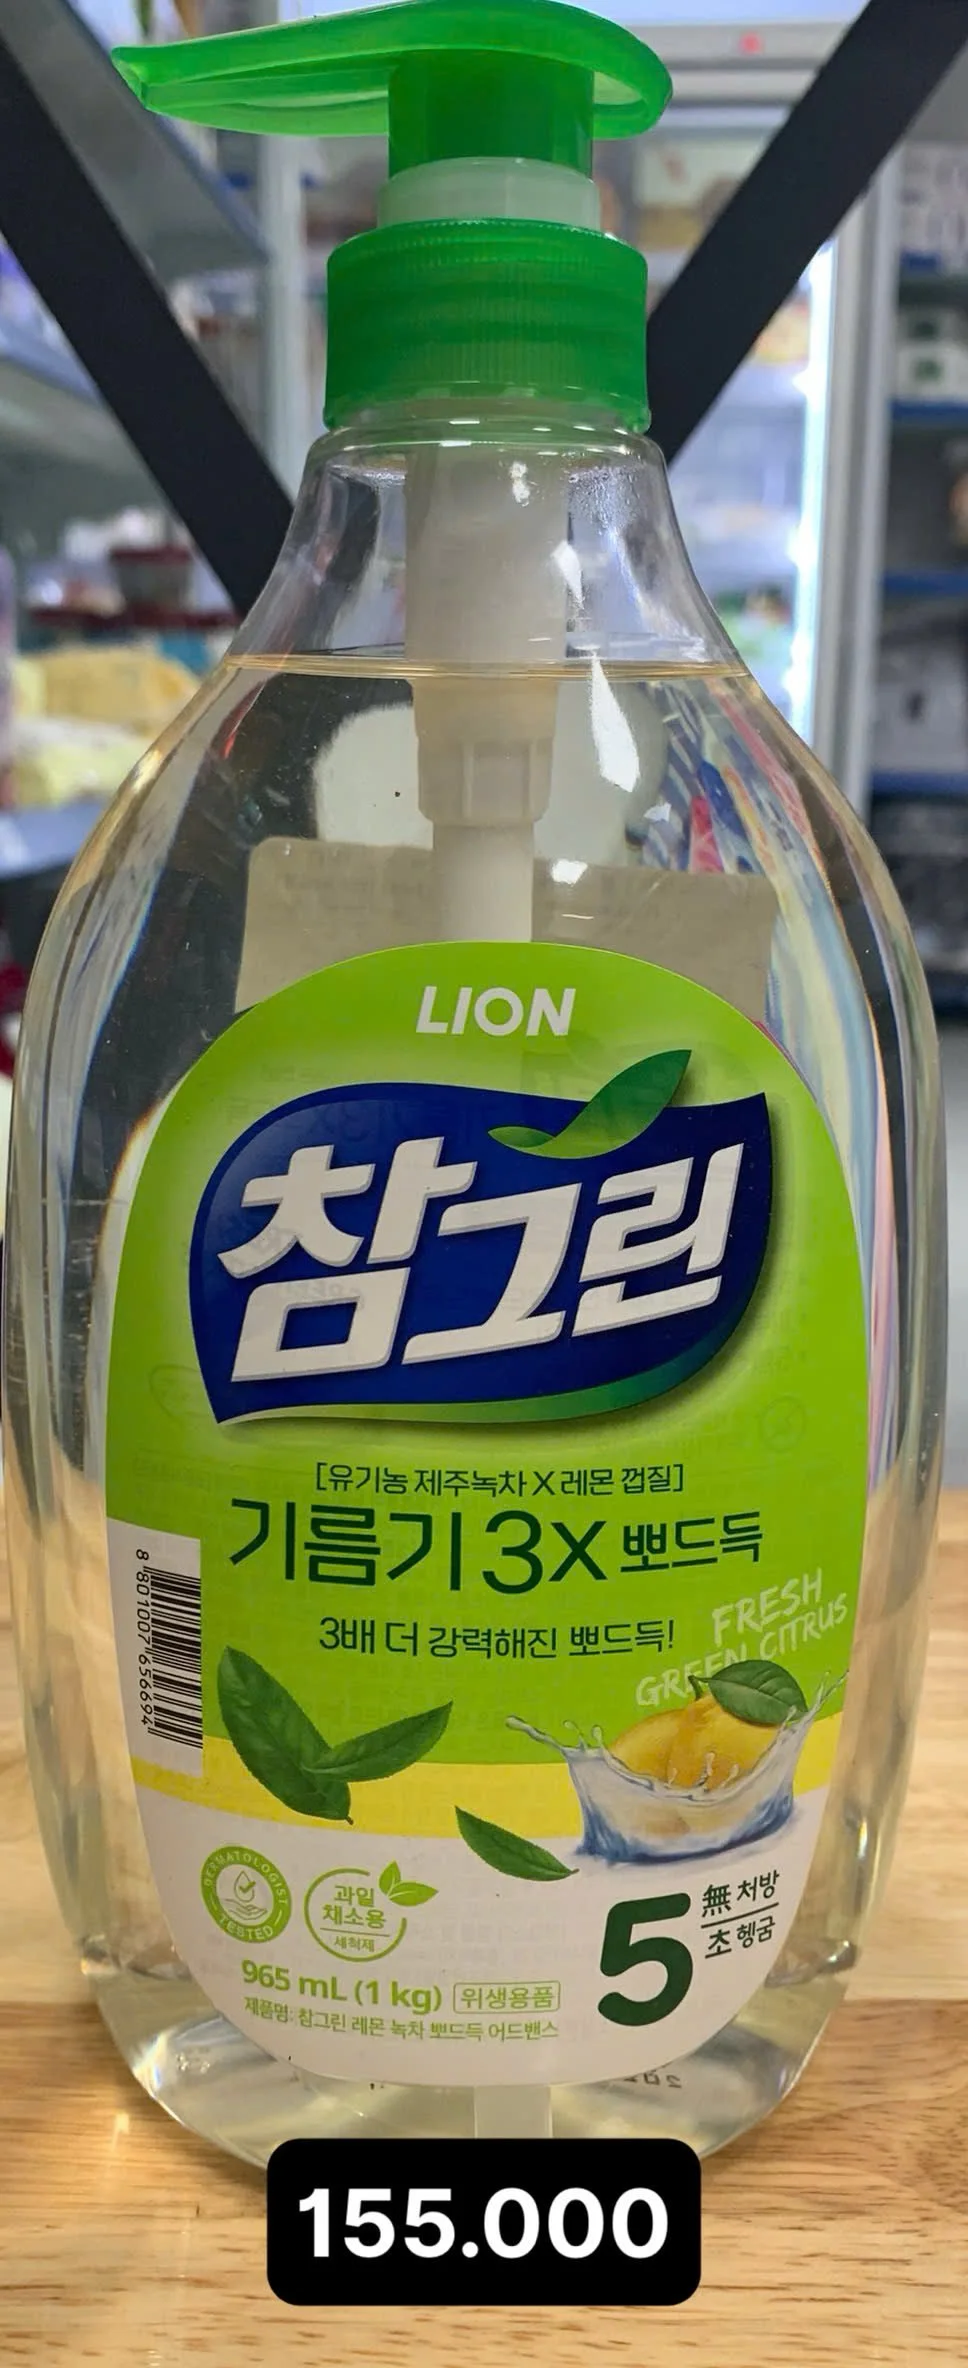 LION
참그린
[유기농 제주녹차 X 레몬 껍질]
기름기 3X 뽀드득
3배 더 강력해진 뽀드득!
FRESH
GREEN CITRUS
8 801007 656694
DERMATOLOGIST
TESTED
과일
채소용
세척제
5 無 처방
초 헹굼
965 mL (1 kg) 위생용품
제품명: 참그린 레몬 녹차 뽀드득 어드밴스
155.000